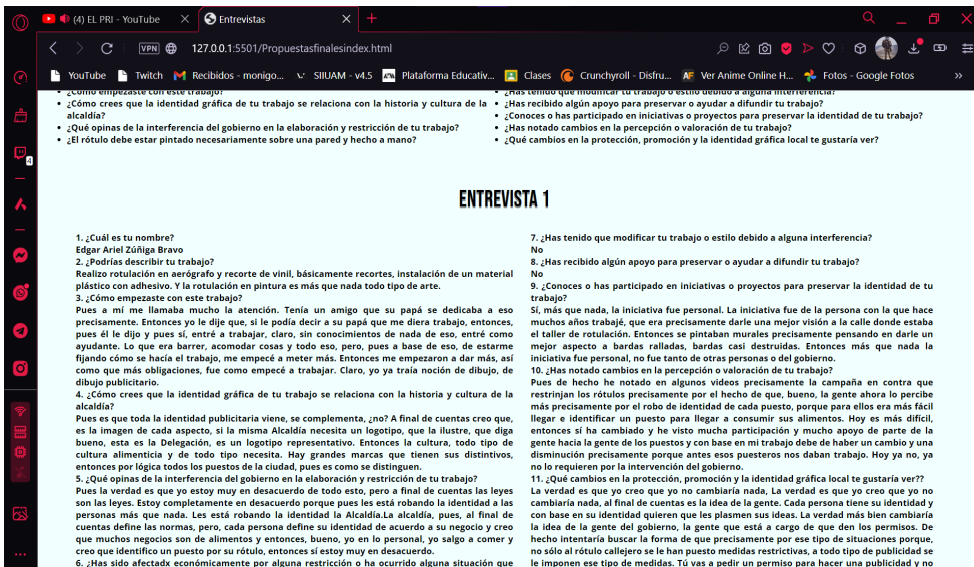 (4) EL PRI - YouTube
Entrevistas
VPN
127.0.0.1:5501/Propuestasfinalesindex.html
YouTube
Twitch
Recibidos - monigo...
SIIUAM - v4.5
Plataforma Educativ...
Clases
Crunchyroll - Disfru...
Ver Anime Online H...
Fotos - Google Fotos
»
4
¿Cómo empezaste con este trabajo?
¿Cómo crees que la identidad gráfica de tu trabajo se relaciona con la historia y cultura de la
alcaldía?
¿Qué opinas de la interferencia del gobierno en la elaboración y restricción de tu trabajo?
¿El rótulo debe estar pintado necesariamente sobre una pared y hecho a mano?
¿Has tenido que modificar tu trabajo o estilo debido a alguna interferencia?
¿Has recibido algún apoyo para preservar o ayudar a difundir tu trabajo?
¿Conoces o has participado en iniciativas o proyectos para preservar la identidad de tu trabajo?
¿Has notado cambios en la percepción o valoración de tu trabajo?
¿Qué cambios en la protección, promoción y la identidad gráfica local te gustaría ver?
ENTREVISTA 1
1. ¿Cuál es tu nombre?
Edgar Ariel Zúñiga Bravo
2. ¿Podrías describir tu trabajo?
Realizo rotulación en aerógrafo y recorte de vinil, básicamente recortes, instalación de un material
plástico con adhesivo. Y la rotulación en pintura es más que nada todo tipo de arte.
3. ¿Cómo empezaste con este trabajo?
Pues a mí me llamaba mucho la atención. Tenía un amigo que su papá se dedicaba a eso
precisamente. Entonces yo le dije que, si le podía decir a su papá que me diera trabajo, entonces,
pues él le dijo y pues sí, entré a trabajar, claro, sin conocimientos de nada de eso, entré como
ayudante. Lo que era barrer, acomodar cosas y todo eso, pero, pues a base de eso, de estarme
fijando cómo se hacía el trabajo, me empecé a meter más. Entonces me empezaron a dar más, así
como que más obligaciones, fue como empecé a trabajar. Claro, yo ya traía noción de dibujo, de
dibujo publicitario.
4. ¿Cómo crees que la identidad gráfica de tu trabajo se relaciona con la historia y cultura de la
alcaldía?
Pues es que toda la identidad publicitaria viene, se complementa, ¿no? A final de cuentas creo que,
es la imagen de cada aspecto, si la misma Alcaldía necesita un logotipo, que la ilustre, que diga
bueno, esta es la Delegación, es un logotipo representativo. Entonces la cultura, todo tipo de
cultura alimenticia y de todo tipo necesita. Hay grandes marcas que tienen sus distintivos,
entonces por lógica todos los puestos de la ciudad, pues es como se distinguen.
5. ¿Qué opinas de la interferencia del gobierno en la elaboración y restricción de tu trabajo?
Pues la verdad es que yo estoy muy en desacuerdo de todo esto, pero a final de cuentas las leyes
son las leyes. Estoy completamente en desacuerdo porque pues les está robando la identidad a las
personas más que nada. Les está robando la identidad la Alcaldía.La alcaldía, pues, al final de
cuentas define las normas, pero, cada persona define su identidad de acuerdo a su negocio y creo
que muchos negocios son de alimentos y entonces, bueno, yo en lo personal, yo salgo a comer y
creo que identifico un puesto por su rótulo, entonces sí estoy muy en desacuerdo.
6. ¿Has sido afectadx económicamente por alguna restricción o ha ocurrido alguna situación que
7. ¿Has tenido que modificar tu trabajo o estilo debido a alguna interferencia?
No
8. ¿Has recibido algún apoyo para preservar o ayudar a difundir tu trabajo?
No
9. ¿Conoces o has participado en iniciativas o proyectos para preservar la identidad de tu
trabajo?
Sí, más que nada, la iniciativa fue personal. La iniciativa fue de la persona con la que hace
muchos años trabajé, que era precisamente darle una mejor visión a la calle donde estaba
el taller de rotulación. Entonces se pintaban murales precisamente pensando en darle un
mejor aspecto a bardas ralladas, bardas casi destruidas. Entonces más que nada la
iniciativa fue personal, no fue tanto de otras personas o del gobierno.
10. ¿Has notado cambios en la percepción o valoración de tu trabajo?
Pues de hecho he notado en algunos videos precisamente la campaña en contra que
restrinjan los rótulos precisamente por el hecho de que, bueno, la gente ahora lo percibe
más precisamente por el robo de identidad de cada puesto, porque para ellos era más fácil
llegar e identificar un puesto para llegar a consumir sus alimentos. Hoy es más difícil,
entonces sí ha cambiado y he visto mucha participación y mucho apoyo de parte de la
gente hacia la gente de los puestos y con base en mi trabajo debe de haber un cambio y una
disminución precisamente porque antes esos puesteros nos daban trabajo. Hoy ya no, ya
no lo requieren por la intervención del gobierno.
11. ¿Qué cambios en la protección, promoción y la identidad gráfica local te gustaría ver??
La verdad es que yo creo que yo no cambiaría nada, La verdad es que yo creo que yo no
cambiaría nada, al final de cuentas es la idea de la gente. Cada persona tiene su identidad y
con base en su identidad quieren que les plasmen sus ideas. La verdad más bien cambiaría
la idea de la gente del gobierno, la gente que está a cargo de que den los permisos. De
hecho intentaría buscar la forma de que precisamente por ese tipo de situaciones porque,
no sólo al rótulo callejero se le han puesto medidas restrictivas, a todo tipo de publicidad se
le imponen ese tipo de medidas. Tú vas a pedir un permiso para hacer una publicidad y no